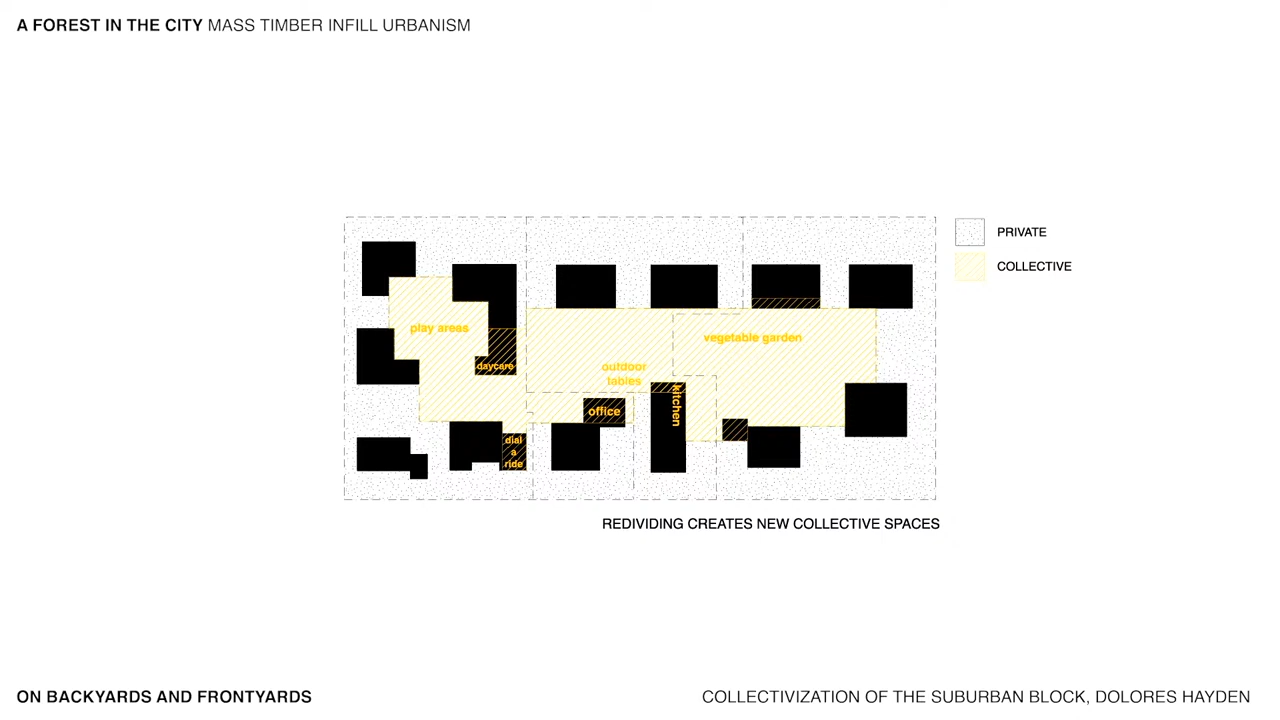 A FOREST IN THE CITY MASS TIMBER INFILL URBANISM
PRIVATE
COLLECTIVE
play areas
vegetable garden
daycare
outdoor
tables
kitchen
office
dial
a
ride
REDIVIDING CREATES NEW COLLECTIVE SPACES
ON BACKYARDS AND FRONTYARDS
COLLECTIVIZATION OF THE SUBURBAN BLOCK, DOLORES HAYDEN